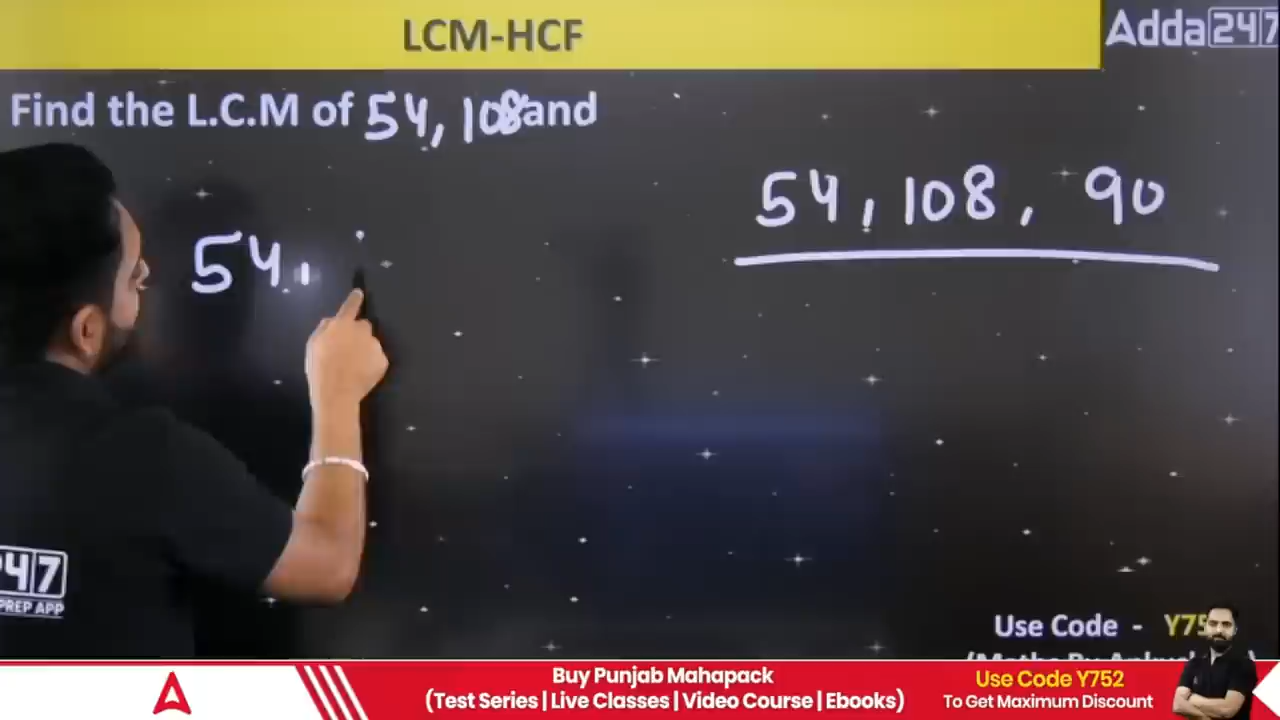 LCM-HCF
Adda247
Find the L.C.M of 54, 108 and
54, 108, 90
54,
247
PREP APP
Use Code - Y75
Buy Punjab Mahapack
(Test Series | Live Classes | Video Course | Ebooks)
Use Code Y752
To Get Maximum Discount